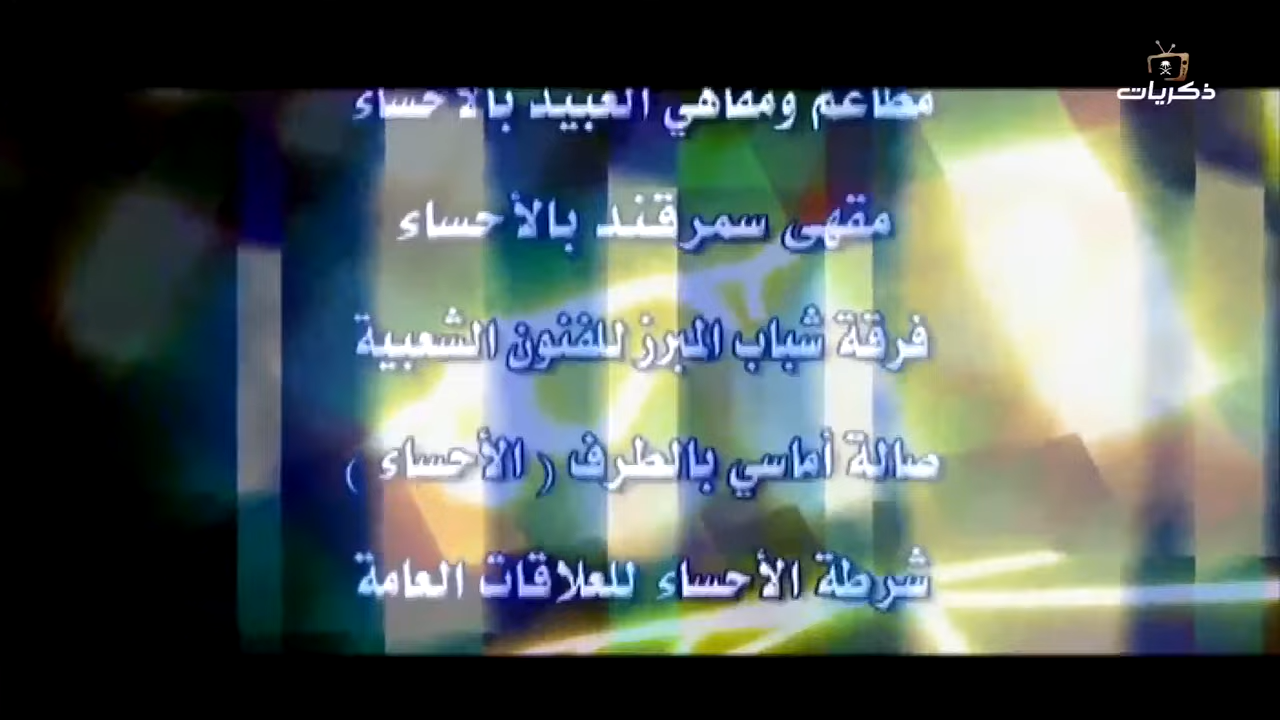 ذكريات
مطاعم ومقاهي العبيد بالأحساء
مقهى سمرقند بالأحساء
فرقة شباب المبرز للفنون الشعبية
صالة أماسي بالطرف ( الأحساء )
شرطة الأحساء للعلاقات العامة